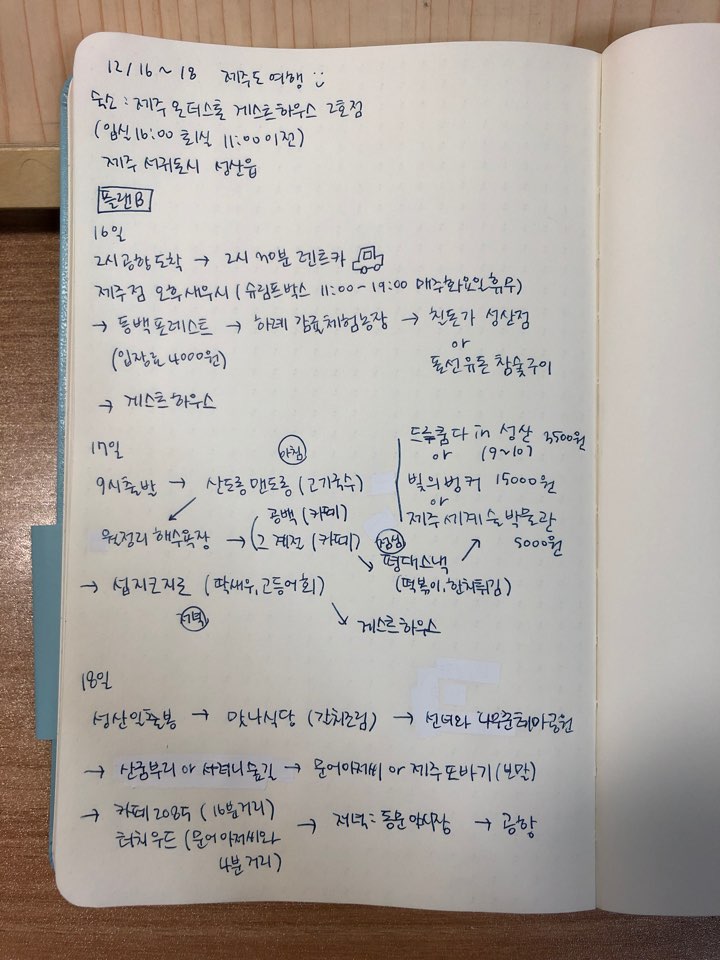 12/16~18 제주도 여행
숙소 : 제주 오더스톨 게스트하우스 2호점
(입실 16:00 퇴실 11:00 이전)
제주 서귀포시 성산읍
플랜B
16일
2시 공항 도착 → 2시 30분 렌트카
제주점 오후새우시 (슈림프박스 11:00~19:00 매주 화요일 휴무)
→ 동백포레스트 → 하례 감귤체험농장 → 친돈가 성산점
(입장료 4000원) or
돌선유돈 참숯구이
→ 게스트하우스
17일
아침
9시 출발 → 산도롱맨도롱 (고기국수)
월정리 해수욕장 → 공백 (카페)
그 계절 (카페)
점심
평대스낵
(떡볶이, 한치튀김)
드르쿰다 in 성산 3500원
or (9~10)
빛의벙커 15000원
or
제주 세계 술 박물관
5000원
→ 섭지코지로 (딱새우, 고등어회)
저녁
게스트하우스
18일
성산일출봉 → 맛나식당 (갈치조림) → 선녀와 나무꾼 테마공원
→ 산굼부리 or 사려니숲길 → 문어아저씨 or 제주또바기 (보말)
→ 카페 2085 (16분거리)
터치우드 (문어아저씨와
4분 거리)
→ 저녁 : 동문야시장 → 공항